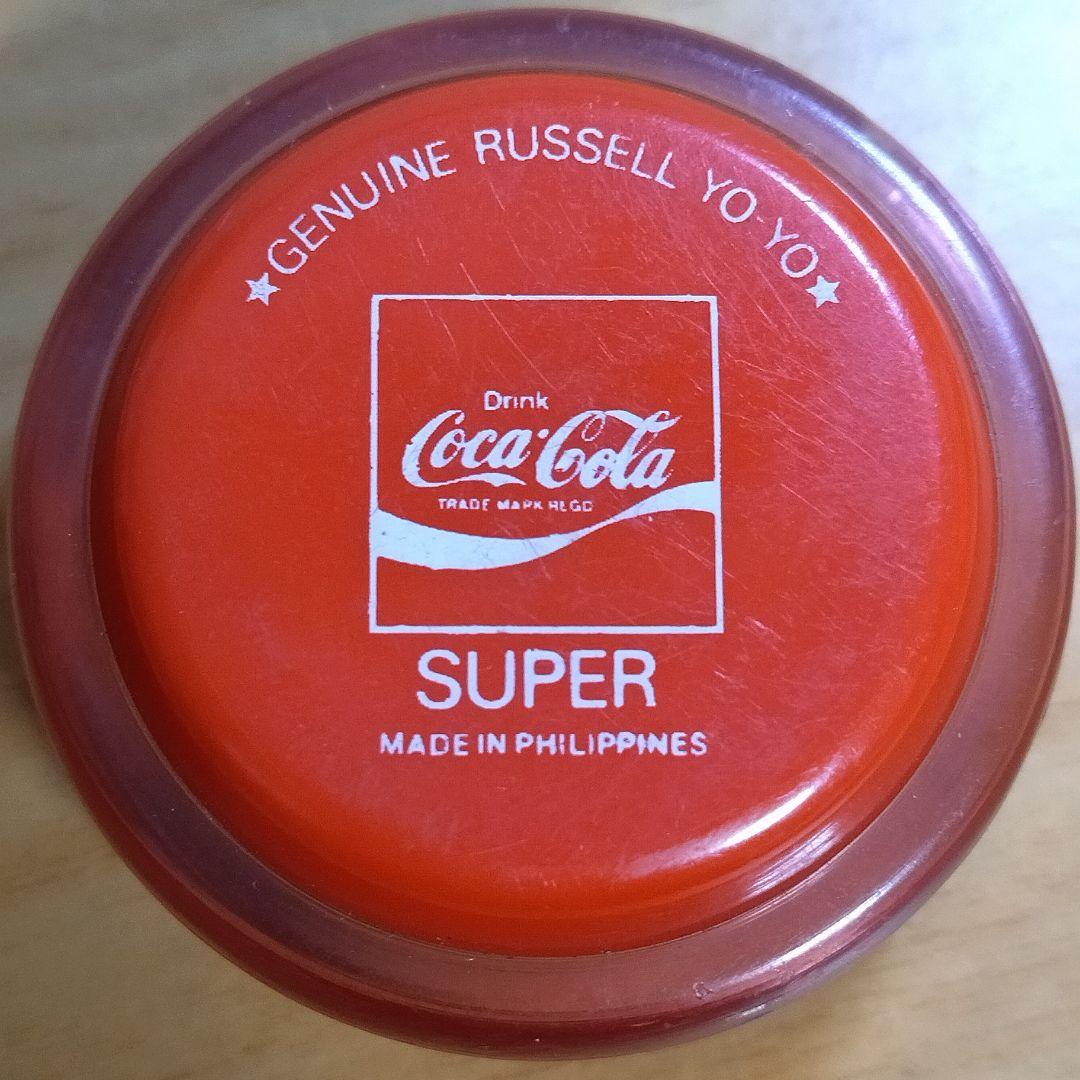 ★GENUINE RUSSELL YO-YO★
Drink
Coca-Cola
TRADE MARK REGD
SUPER
MADE IN PHILIPPINES